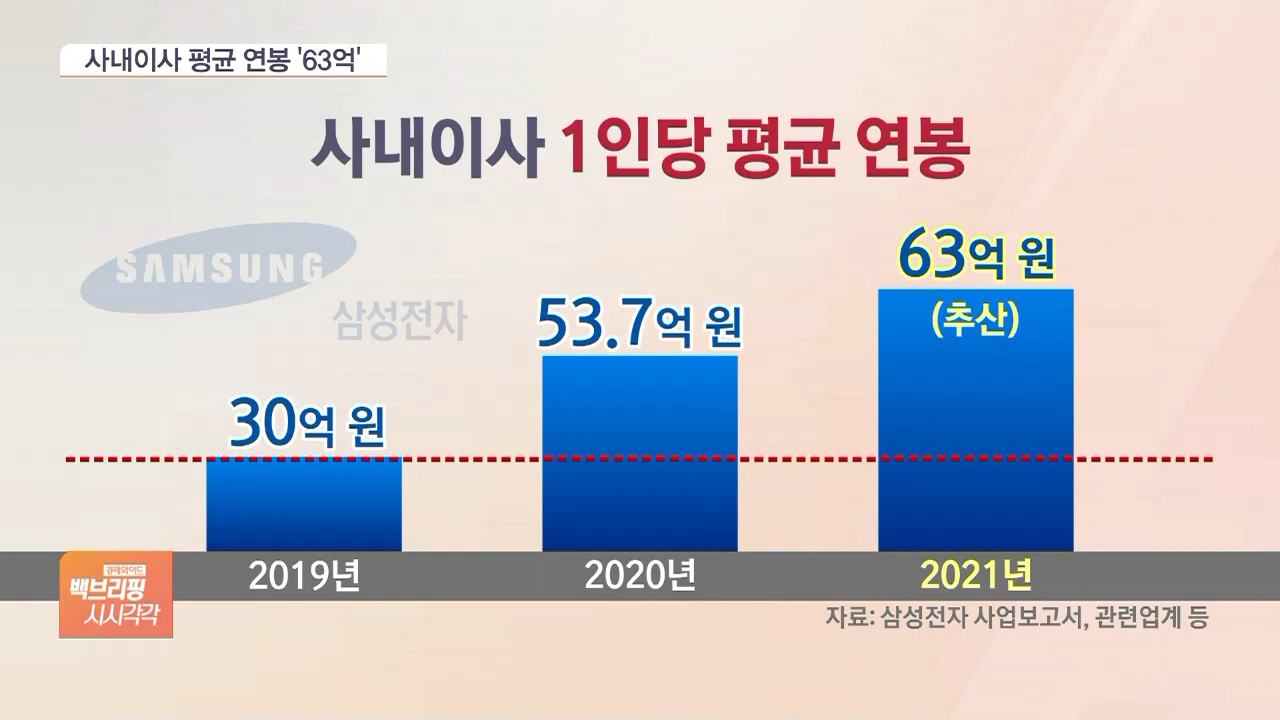 사내이사 평균 연봉 '63억'
사내이사 1인당 평균 연봉
SAMSUNG
삼성전자
30억 원
53.7억 원
63억 원
(추산)
2019년
2020년
2021년
경제와이드
백브리핑
시시각각
자료: 삼성전자 사업보고서, 관련업계 등